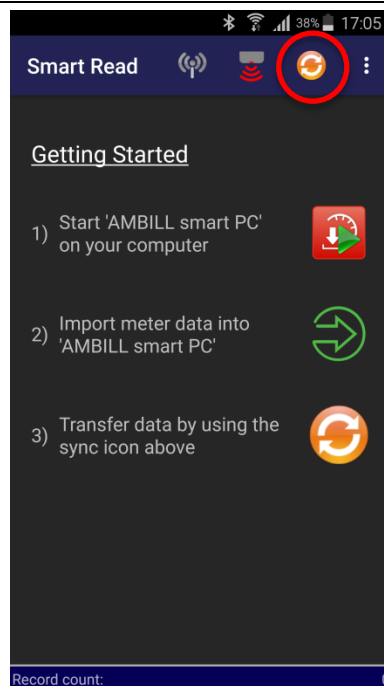 38% 17:05
Smart Read
Getting Started
1) Start 'AMBILL smart PC'
on your computer
2) Import meter data into
'AMBILL smart PC'
3) Transfer data by using the
sync icon above
Record count: